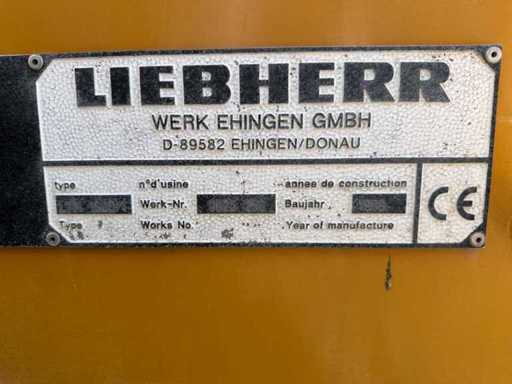 LIEBHERR
WERK EHINGEN GMBH
D-89582 EHINGEN/DONAU
type n°d'usine annee de construction
Werk-Nr. Baujahr
Type Works No. Year of manufacture
CE